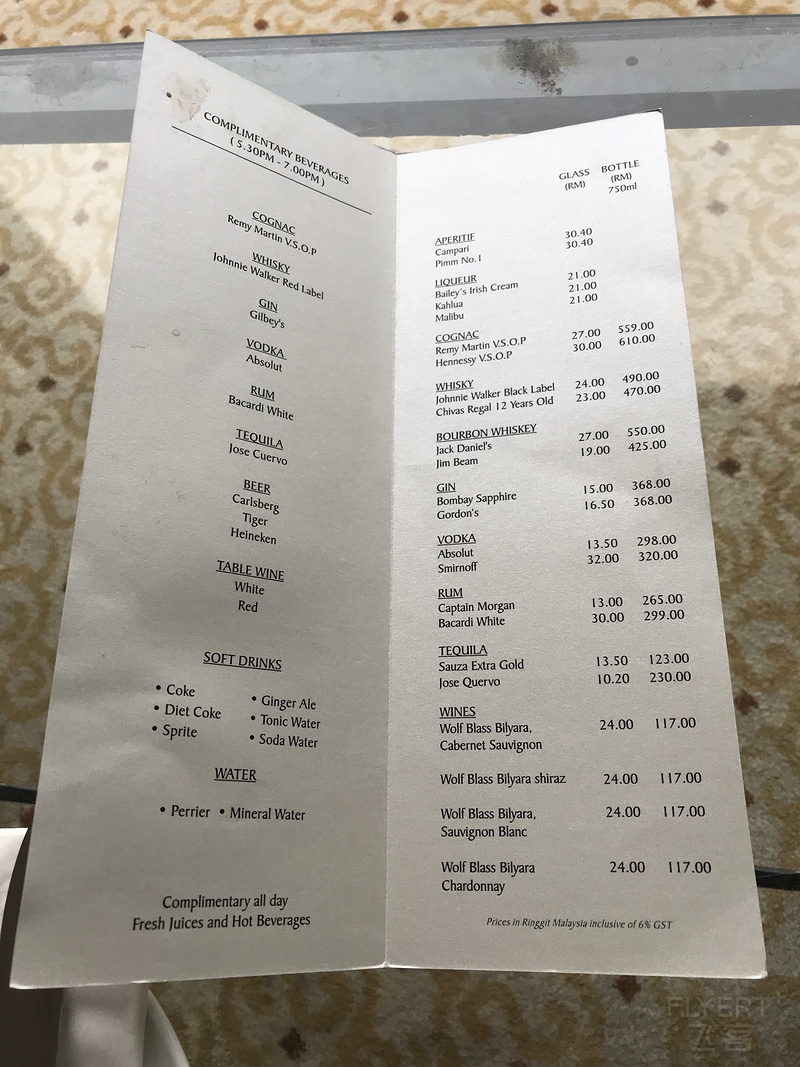 COMPLIMENTARY BEVERAGES
( 5.30PM - 7.00PM )
COGNAC
Remy Martin V.S.O.P
WHISKY
Johnnie Walker Red Label
GIN
Gilbey's
VODKA
Absolut
RUM
Bacardi White
TEQUILA
Jose Cuervo
BEER
Carlsberg
Tiger
Heineken
TABLE WINE
White
Red
SOFT DRINKS
• Coke • Ginger Ale
• Diet Coke • Tonic Water
• Sprite • Soda Water
WATER
• Perrier • Mineral Water
Complimentary all day
Fresh Juices and Hot Beverages
GLASS BOTTLE
(RM) (RM)
750ml
APERITIF
Campari 30.40
Pimm No.1 30.40
LIQUEUR
Bailey's Irish Cream 21.00
Kahlua 21.00
Malibu 21.00
COGNAC
Remy Martin V.S.O.P 27.00 559.00
Hennessy V.S.O.P 30.00 610.00
WHISKY
Johnnie Walker Black Label 24.00 490.00
Chivas Regal 12 Years Old 23.00 470.00
BOURBON WHISKEY
Jack Daniel's 27.00 550.00
Jim Beam 19.00 425.00
GIN
Bombay Sapphire 15.00 368.00
Gordon's 16.50 368.00
VODKA
Absolut 13.50 298.00
Smirnoff 32.00 320.00
RUM
Captain Morgan 13.00 265.00
Bacardi White 30.00 299.00
TEQUILA
Sauza Extra Gold 13.50 123.00
Jose Quervo 10.20 230.00
WINES
Wolf Blass Bilyara, 24.00 117.00
Cabernet Sauvignon
Wolf Blass Bilyara shiraz 24.00 117.00
Wolf Blass Bilyara, 24.00 117.00
Sauvignon Blanc
Wolf Blass Bilyara 24.00 117.00
Chardonnay
Prices in Ringgit Malaysia inclusive of 6% GST
FLYERT
飞客